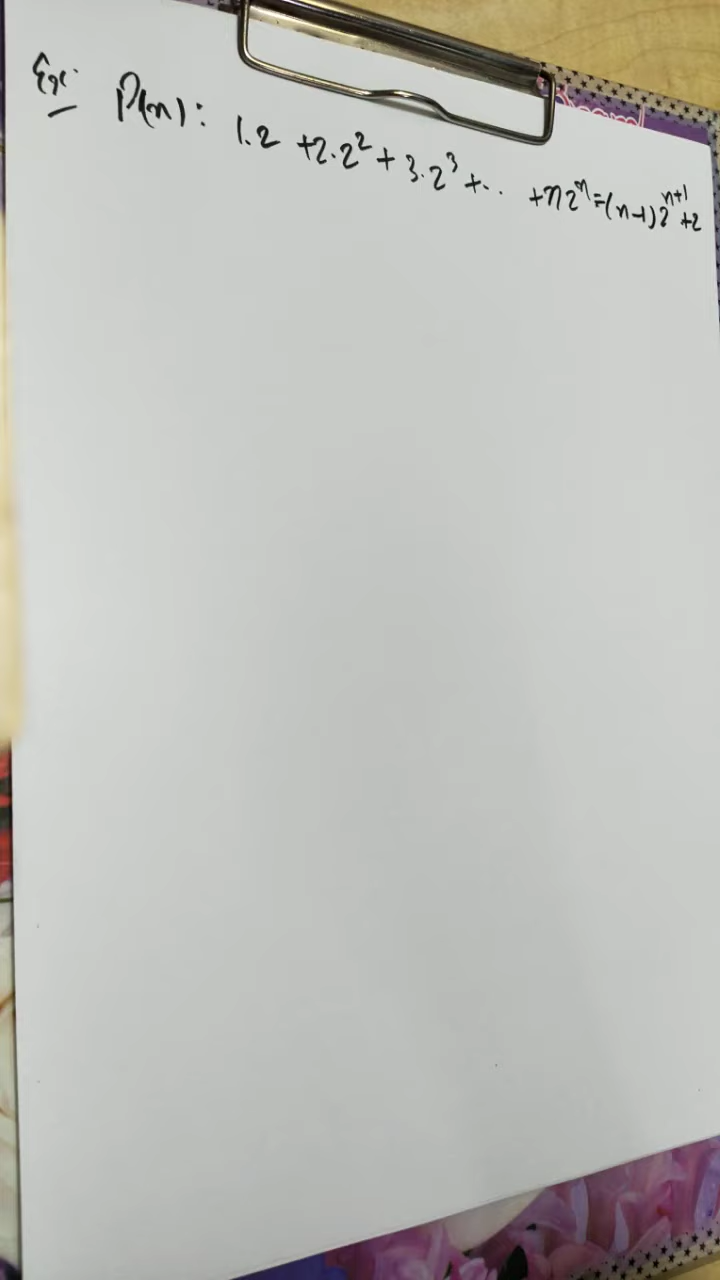 Ex:- P(n): 1.2 +2.2² + 3.2³ +... +n2ⁿ=(n-1)2ⁿ⁺¹+2